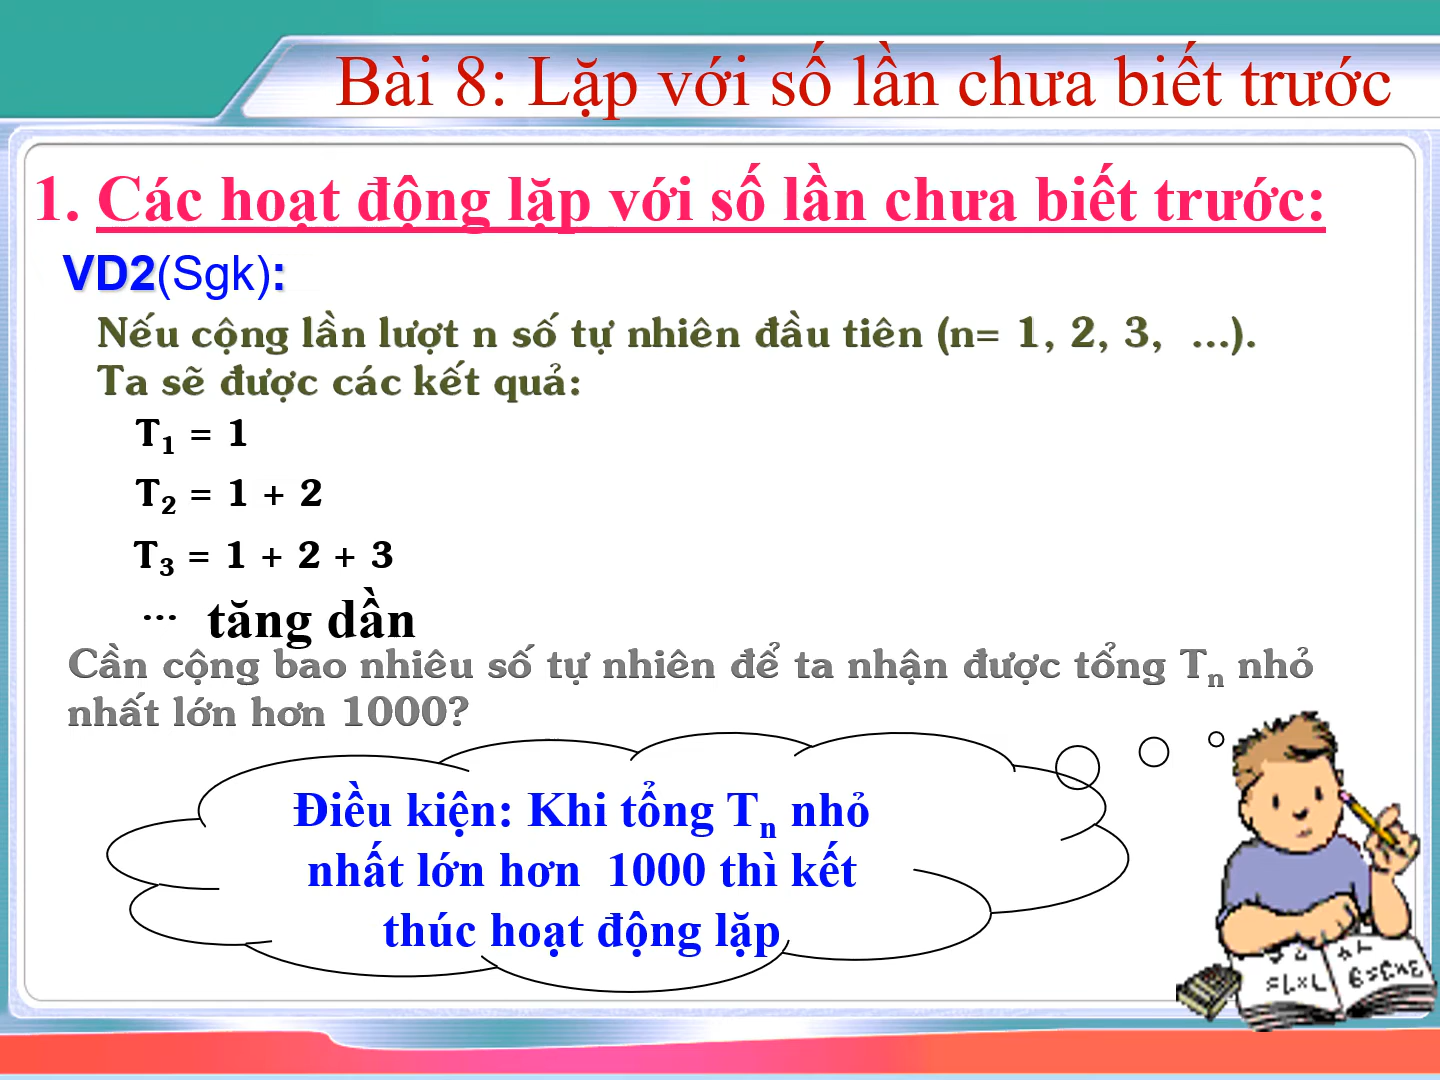 Bài 8: Lặp với số lần chưa biết trước
1. Các hoạt động lặp với số lần chưa biết trước:
VD2(Sgk):
Nếu cộng lần lượt n số tự nhiên đầu tiên (n= 1, 2, 3, ...).
Ta sẽ được các kết quả:
T₁ = 1
T₂ = 1 + 2
T₃ = 1 + 2 + 3
... tăng dần
Cần cộng bao nhiêu số tự nhiên để ta nhận được tổng Tₙ nhỏ
nhất lớn hơn 1000?
Điều kiện: Khi tổng Tₙ nhỏ
nhất lớn hơn 1000 thì kết
thúc hoạt động lặp